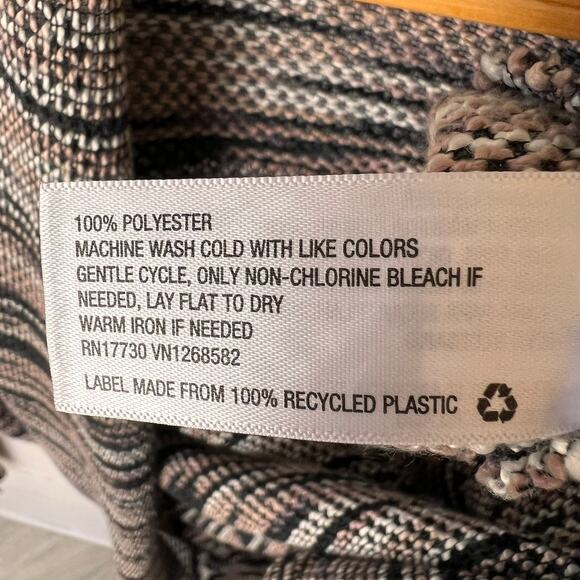 100% POLYESTER
MACHINE WASH COLD WITH LIKE COLORS
GENTLE CYCLE, ONLY NON-CHLORINE BLEACH IF
NEEDED, LAY FLAT TO DRY
WARM IRON IF NEEDED
RN17730 VN1268582
LABEL MADE FROM 100% RECYCLED PLASTIC